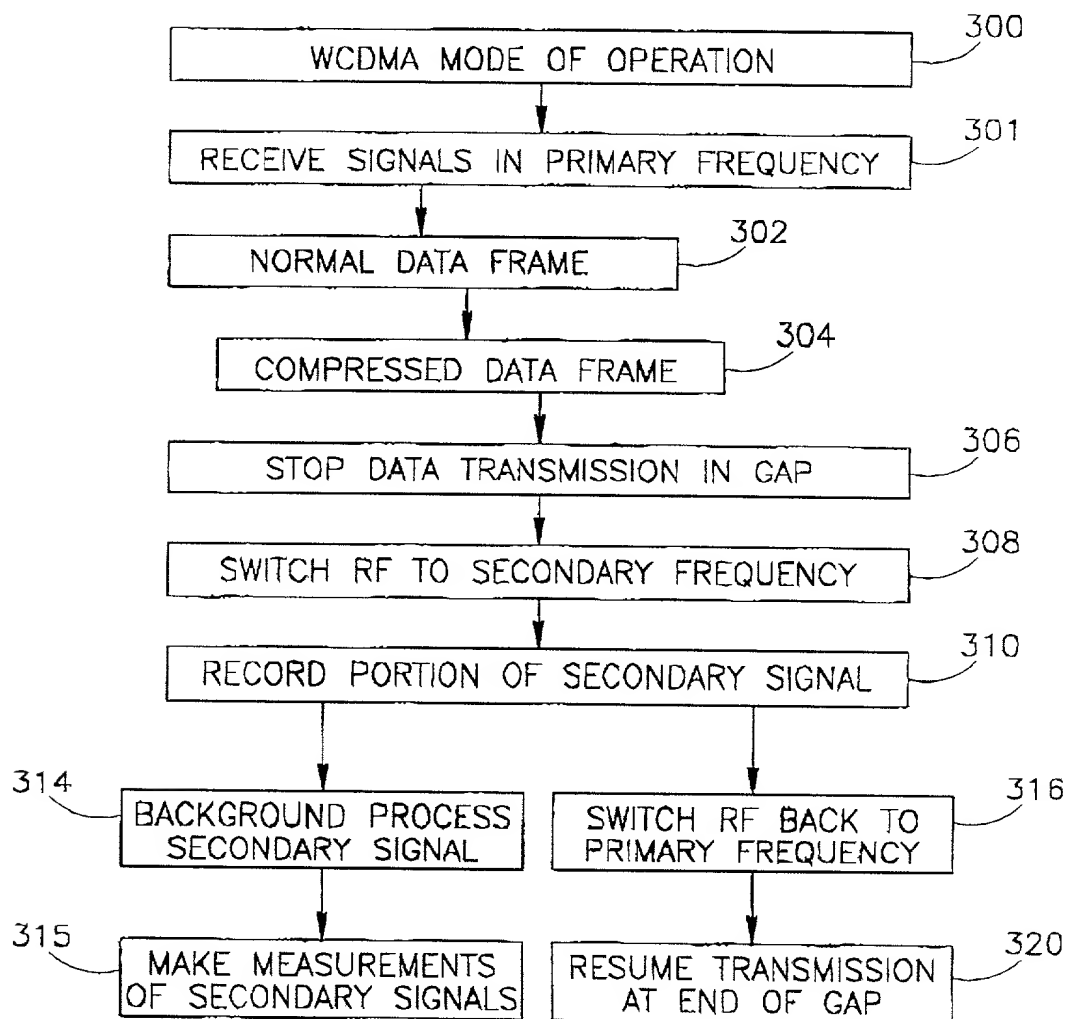 300
WCDMA MODE OF OPERATION
301
RECEIVE SIGNALS IN PRIMARY FREQUENCY
302
NORMAL DATA FRAME
304
COMPRESSED DATA FRAME
306
STOP DATA TRANSMISSION IN GAP
308
SWITCH RF TO SECONDARY FREQUENCY
310
RECORD PORTION OF SECONDARY SIGNAL
314
BACKGROUND PROCESS
SECONDARY SIGNAL
316
SWITCH RF BACK TO
PRIMARY FREQUENCY
315
MAKE MEASUREMENTS
OF SECONDARY SIGNALS
320
RESUME TRANSMISSION
AT END OF GAP